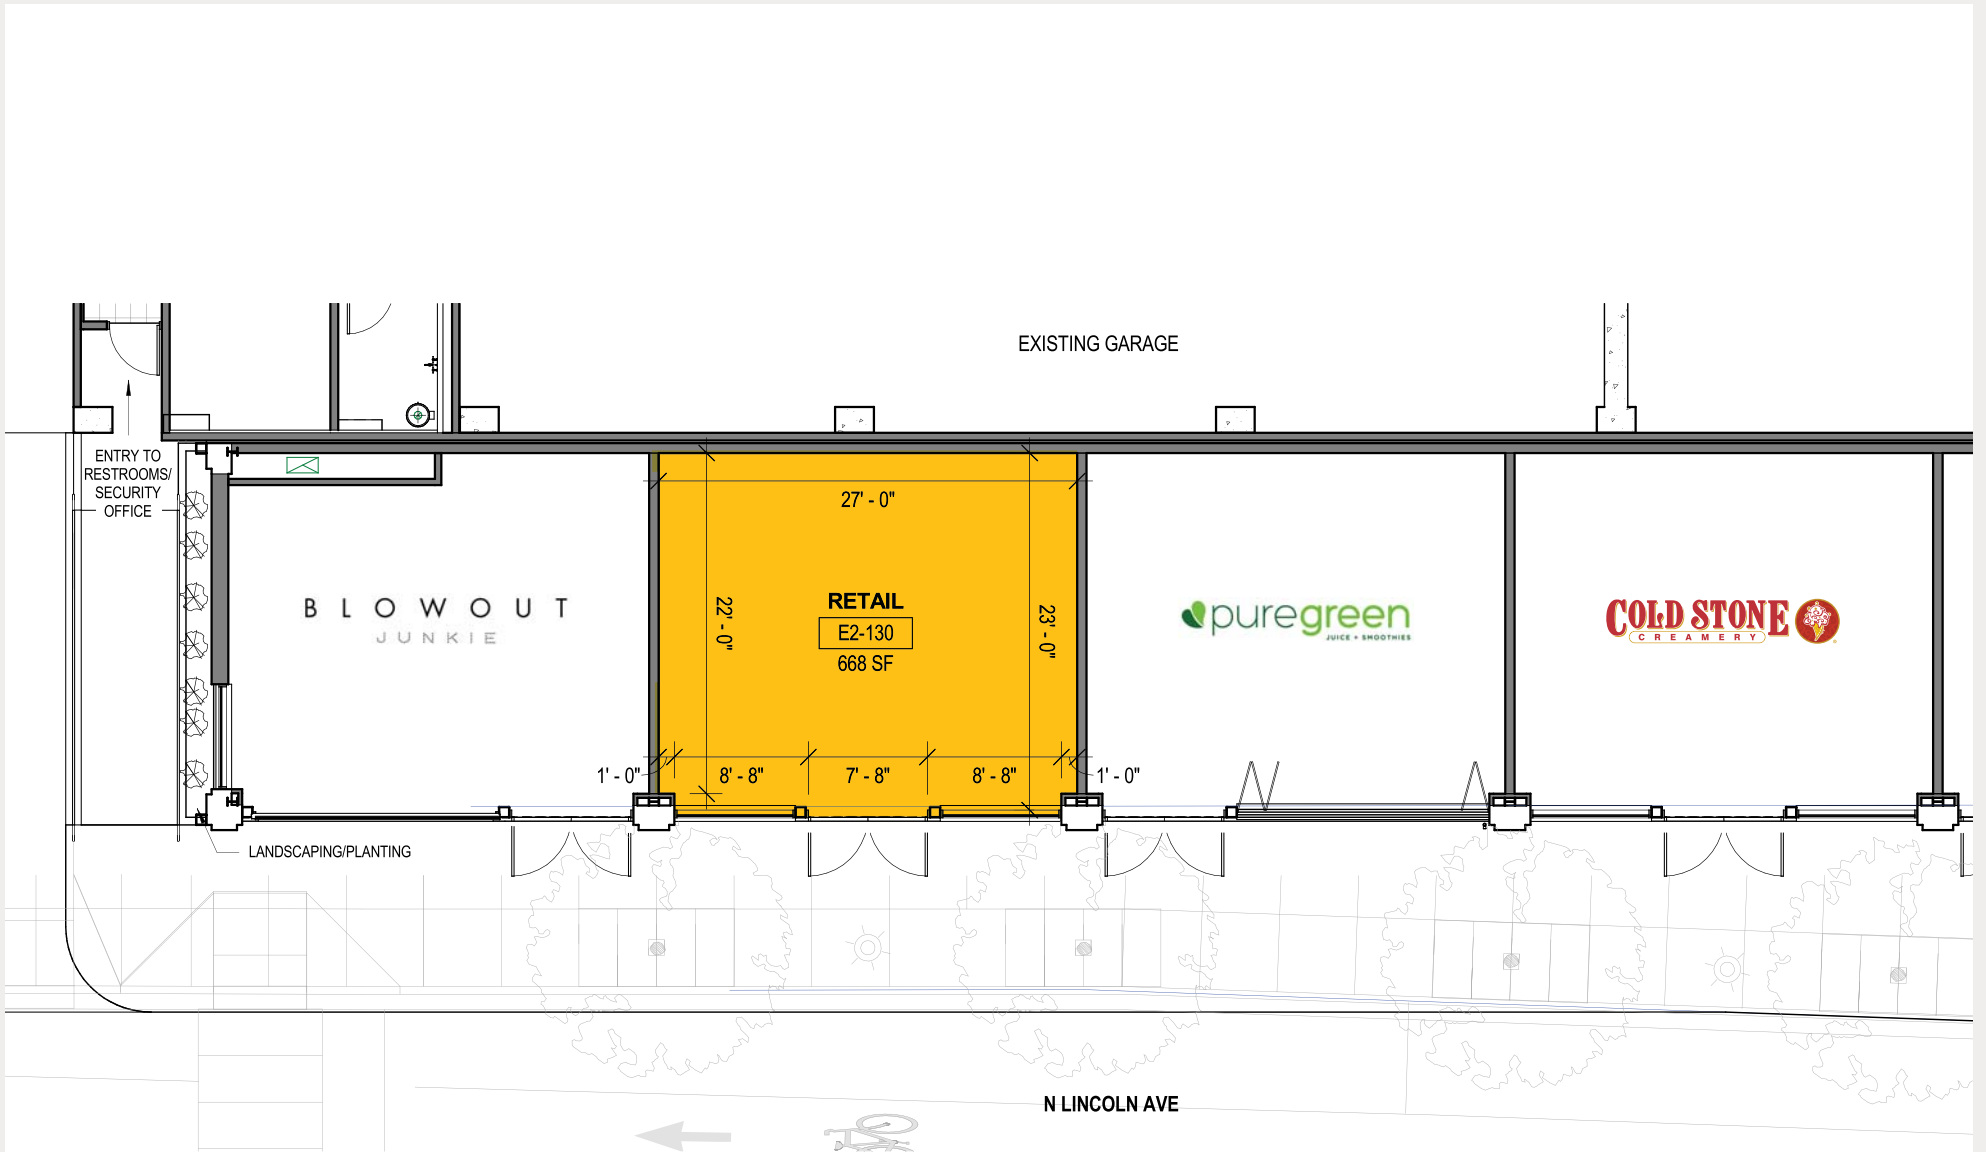 EXISTING GARAGE
ENTRY TO
RESTROOMS/
SECURITY
OFFICE
27' - 0"
BLOWOUT
JUNKIE
22' - 0"
RETAIL
E2-130
668 SF
23' - 0"
puregreen
JUICE + SMOOTHIES
COLD STONE
CREAMERY
1' - 0"
8' - 8"
7' - 8"
8' - 8"
1' - 0"
LANDSCAPING/PLANTING
N LINCOLN AVE